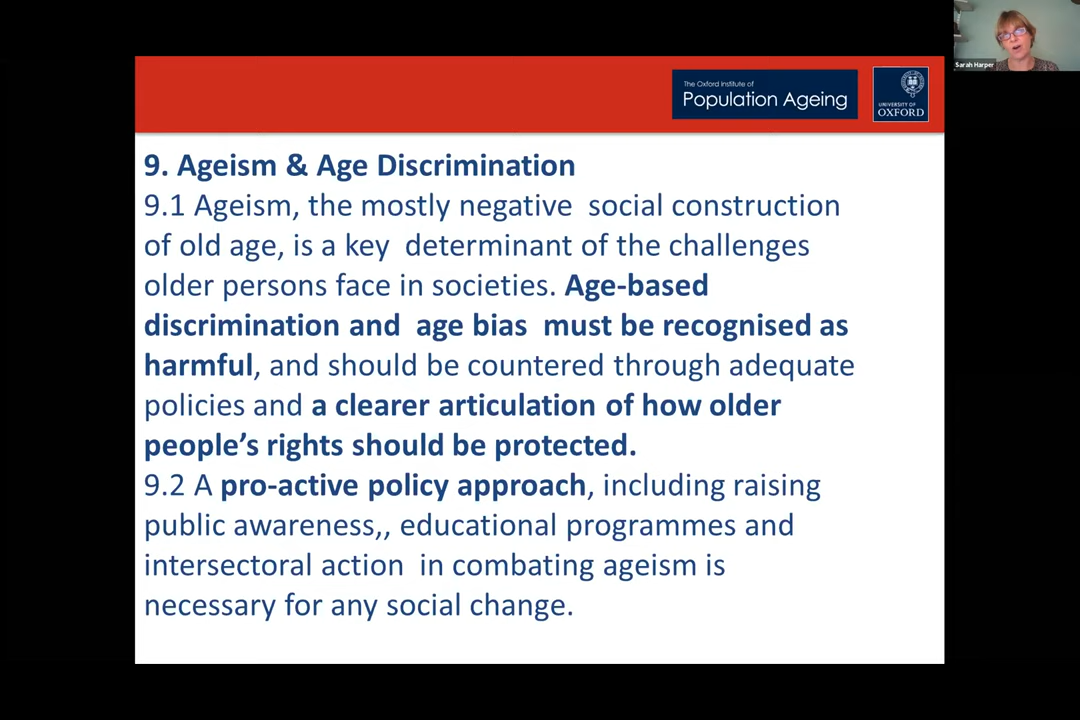 Sarah Harper
The Oxford Institute of
Population Ageing
UNIVERSITY OF
OXFORD
9. Ageism & Age Discrimination
9.1 Ageism, the mostly negative  social construction
of old age, is a key  determinant of the challenges
older persons face in societies. Age-based
discrimination and  age bias  must be recognised as
harmful, and should be countered through adequate
policies and a clearer articulation of how older
people’s rights should be protected.
9.2 A pro-active policy approach, including raising
public awareness,, educational programmes and
intersectoral action  in combating ageism is
necessary for any social change.